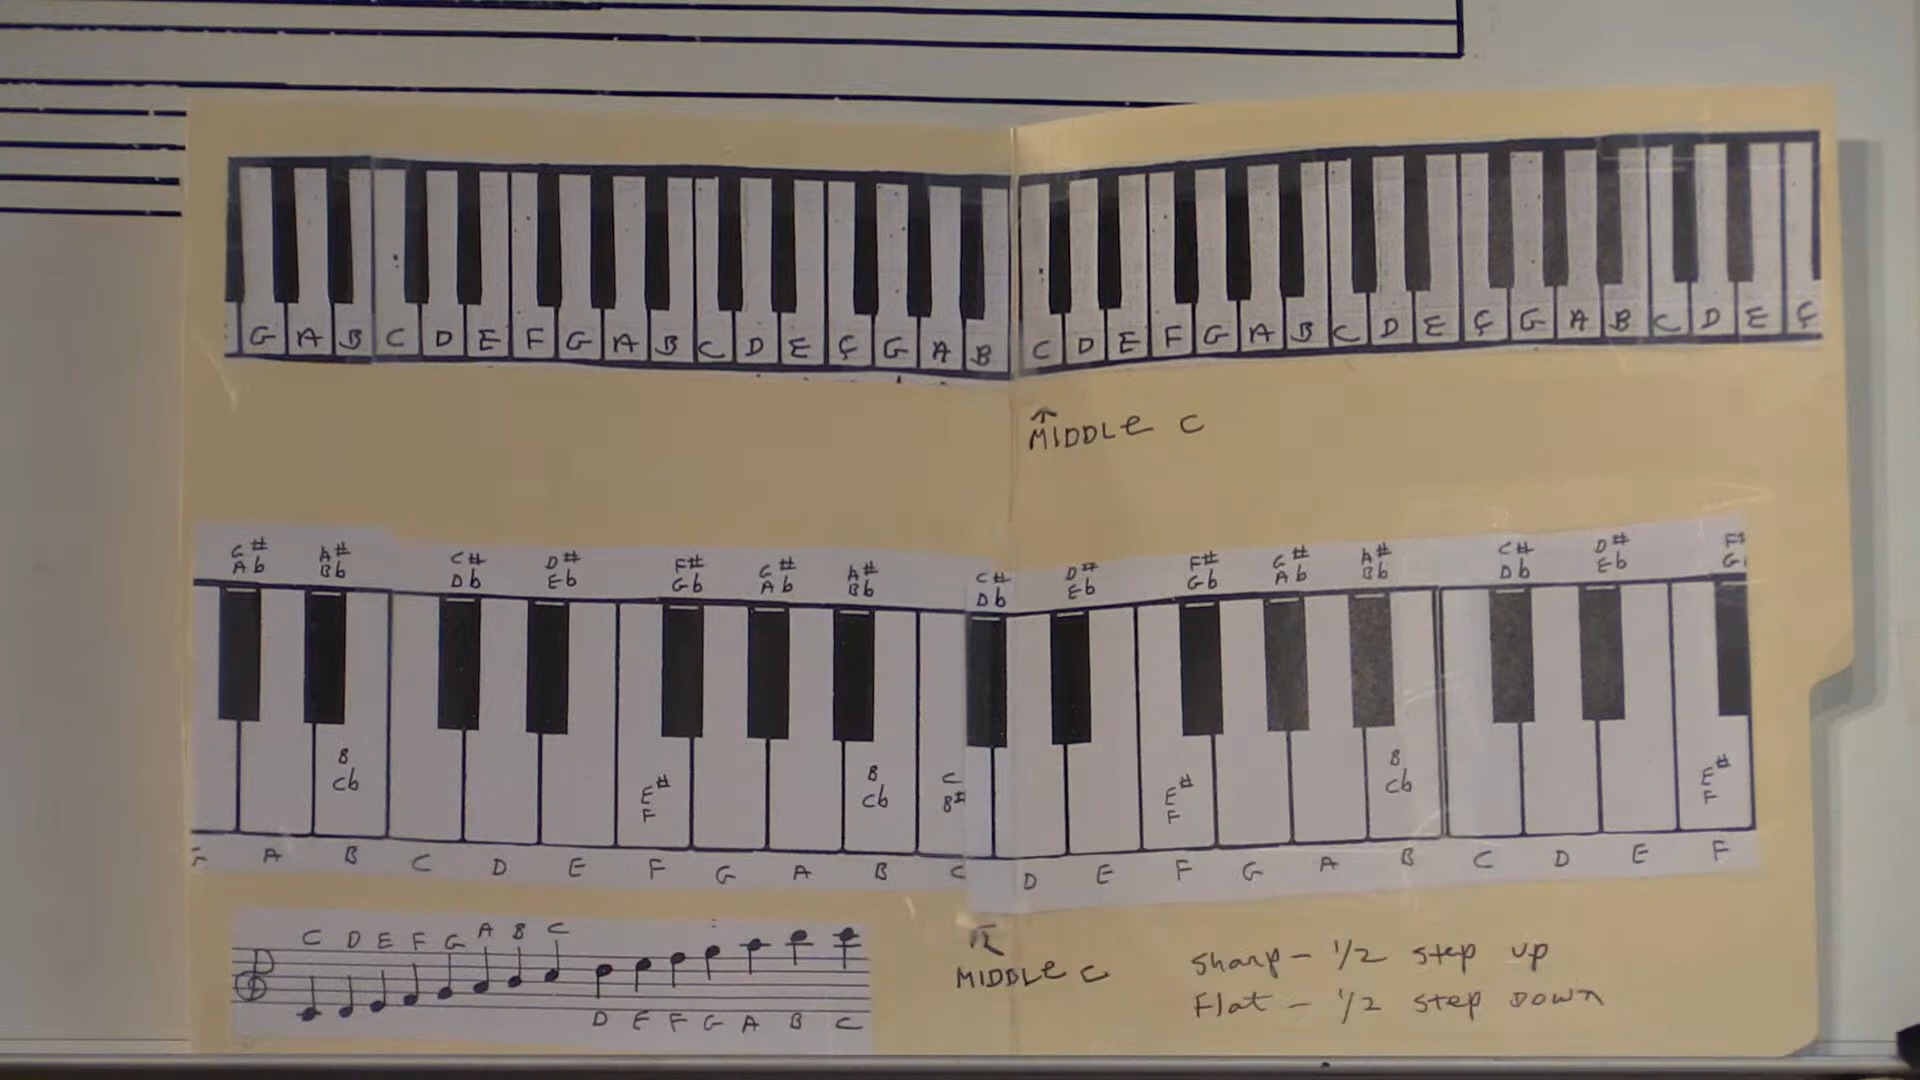 G A B C D E F G A B C D E F G A B C D E F G A B C D E F G A B C D E F
MIDDLE C
G# A# C# D# F# G# A# C# D# F# G# A# C# D# F#
Ab Bb Db Eb Gb Ab Bb Db Eb Gb Ab Bb Db Eb G
B B B
Cb Cb Cb
E# C E# E#
F B# F F
A B C D E F G A B C D E F G A B C D E F
C D E F G A B C
D E F G A B C
MIDDLE C
Sharp - 1/2 step up
Flat - 1/2 step Down